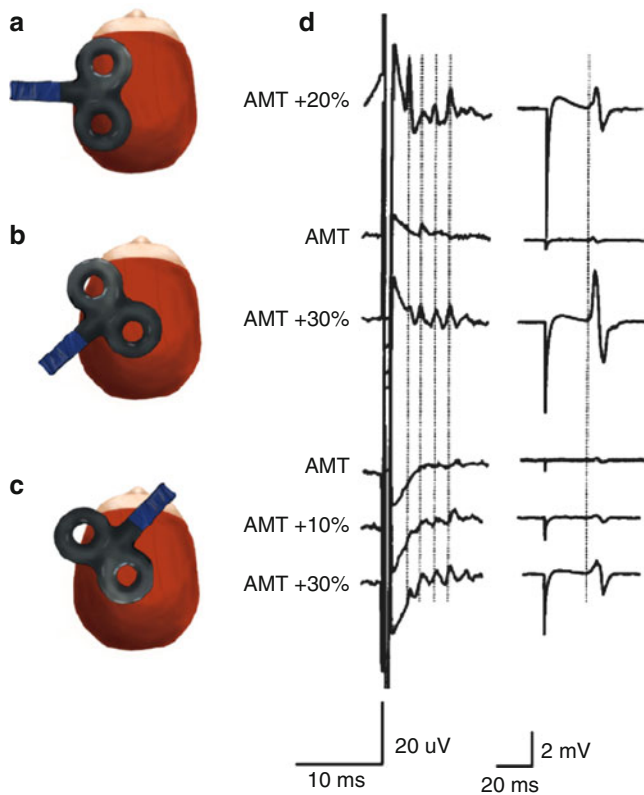 a
b
c
d
AMT +20%
AMT
AMT +30%
AMT
AMT +10%
AMT +30%
20 uV
10 ms
2 mV
20 ms